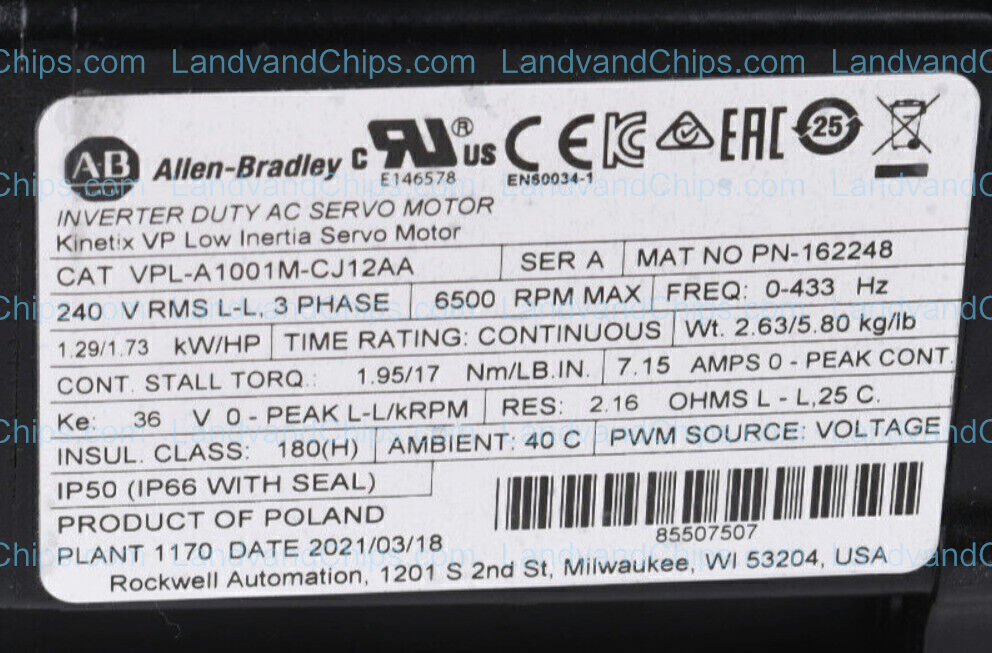 Chips.com LandvandChips.com LandvandChips.com LandvandC
A-B Allen-Bradley C RU ® US CE KC EAC 25
E146578 EN60034-1
INVERTER DUTY AC SERVO MOTOR
Kinetix VP Low Inertia Servo Motor
CAT VPL-A1001M-CJ12AA SER A MAT NO PN-162248
240 V RMS L-L, 3 PHASE 6500 RPM MAX FREQ: 0-433 Hz
1.29/1.73 kW/HP TIME RATING: CONTINUOUS Wt. 2.63/5.80 kg/lb
CONT. STALL TORQ.: 1.95/17 Nm/LB.IN. 7.15 AMPS 0 - PEAK CONT.
Ke: 36 V 0 - PEAK L-L/kRPM RES: 2.16 OHMS L - L,25 C.
INSUL. CLASS: 180(H) AMBIENT: 40 C PWM SOURCE: VOLTAGE
IP50 (IP66 WITH SEAL)
PRODUCT OF POLAND
85507507
PLANT 1170 DATE 2021/03/18
Rockwell Automation, 1201 S 2nd St, Milwaukee, WI 53204, USA